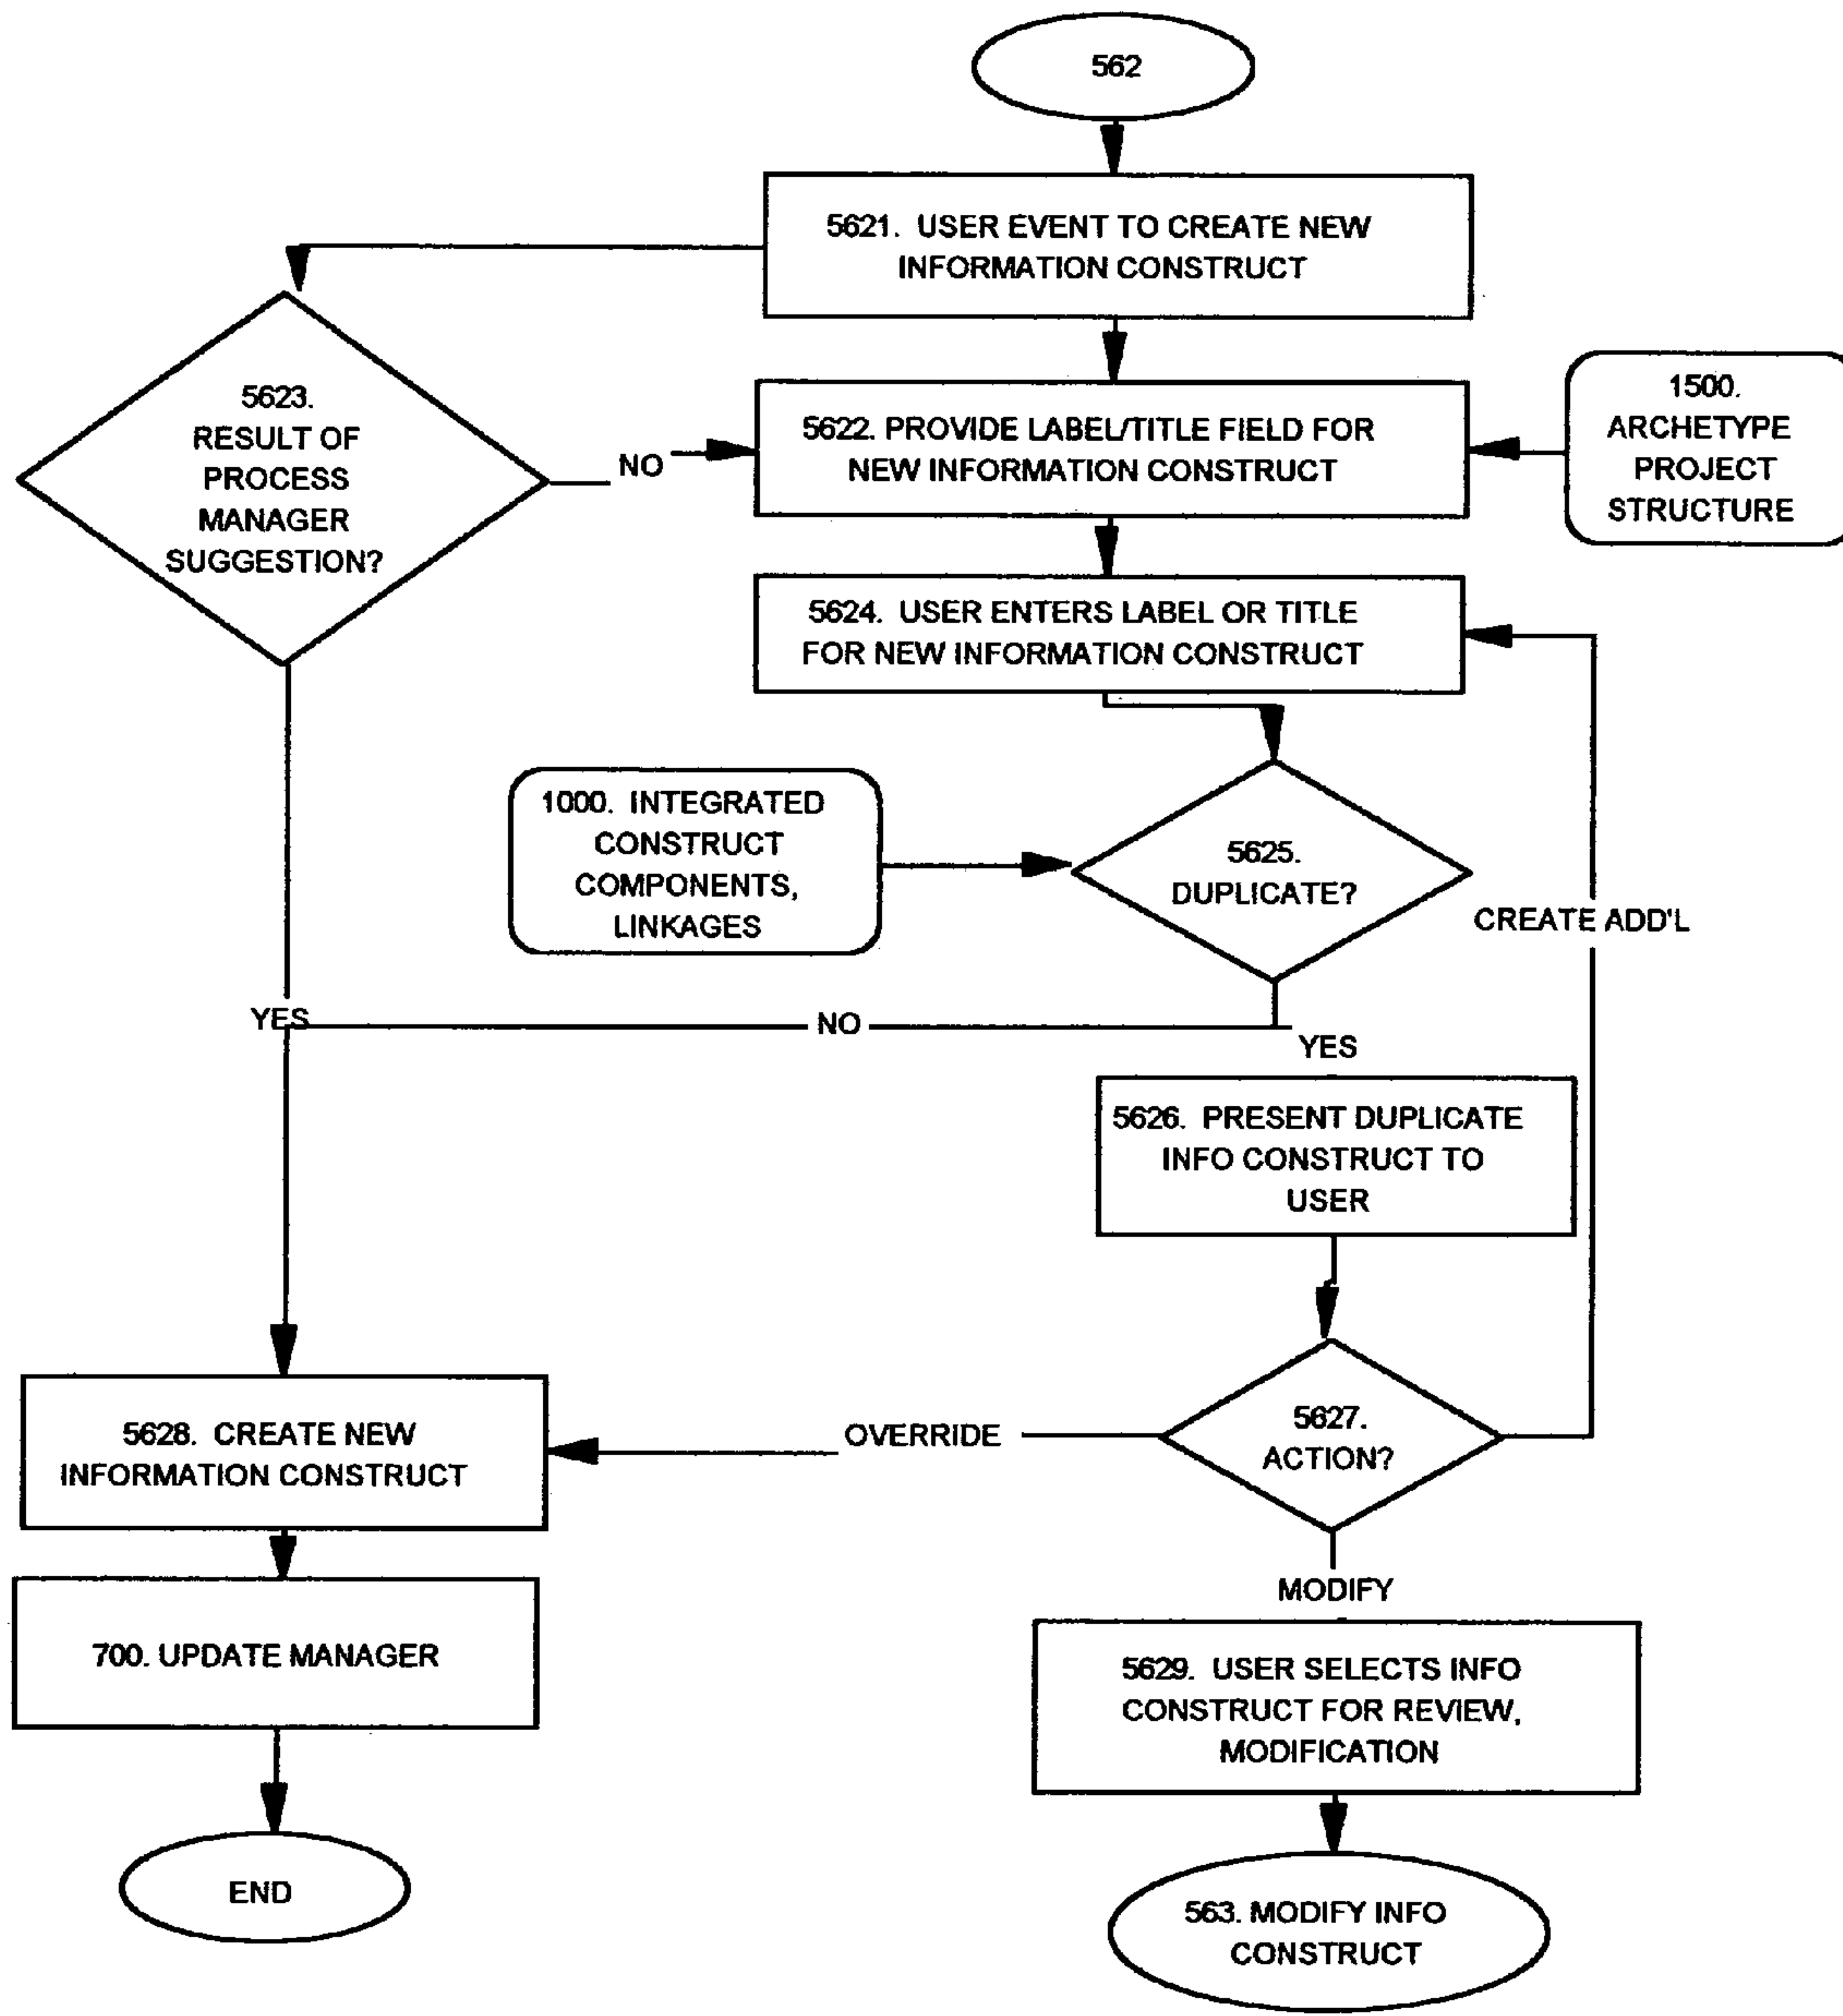 562
5621. USER EVENT TO CREATE NEW
INFORMATION CONSTRUCT
5623.
RESULT OF
PROCESS
MANAGER
SUGGESTION?
NO
5622. PROVIDE LABEL/TITLE FIELD FOR
NEW INFORMATION CONSTRUCT
1500.
ARCHETYPE
PROJECT
STRUCTURE
5624. USER ENTERS LABEL OR TITLE
FOR NEW INFORMATION CONSTRUCT
1000. INTEGRATED
CONSTRUCT
COMPONENTS,
LINKAGES
5625.
DUPLICATE?
CREATE ADD'L
YES
NO
YES
5626. PRESENT DUPLICATE
INFO CONSTRUCT TO
USER
5628. CREATE NEW
INFORMATION CONSTRUCT
OVERRIDE
5627.
ACTION?
MODIFY
700. UPDATE MANAGER
5629. USER SELECTS INFO
CONSTRUCT FOR REVIEW,
MODIFICATION
END
563. MODIFY INFO
CONSTRUCT